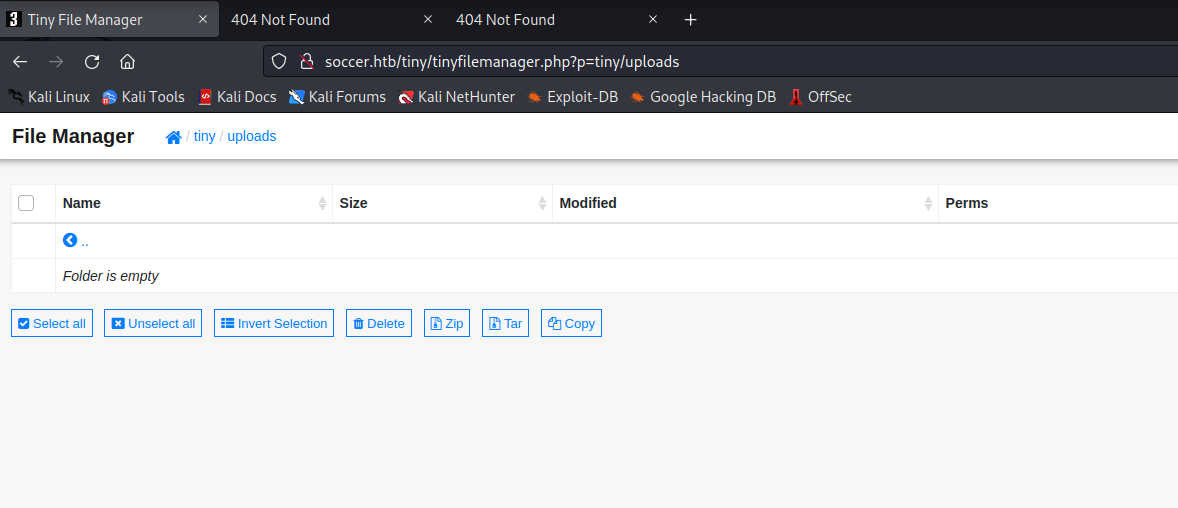 Tiny File Manager 404 Not Found 404 Not Found
soccer.htb/tiny/tinyfilemanager.php?p=tiny/uploads
Kali Linux Kali Tools Kali Docs Kali Forums Kali NetHunter Exploit-DB Google Hacking DB OffSec
File Manager / tiny / uploads
Name Size Modified Perms
..
Folder is empty
Select all Unselect all Invert Selection Delete Zip Tar Copy